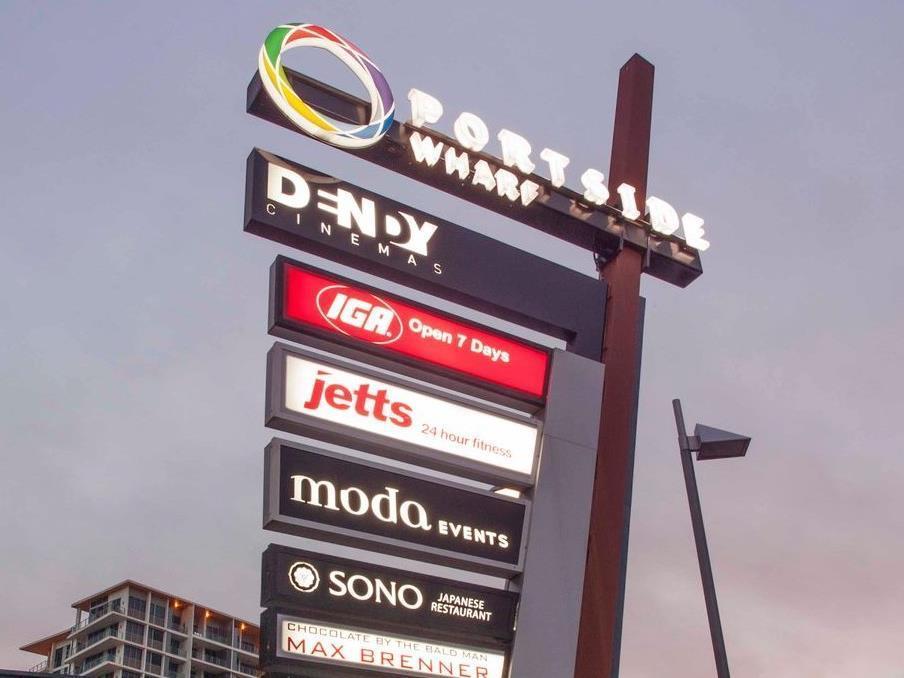 PORTSIDE
WHARF
DENDY
CINEMAS
IGA Open 7 Days
jetts 24 hour fitness
moda EVENTS
SONO JAPANESE
RESTAURANT
CHOCOLATE BY THE BALD MAN
MAX BRENNER